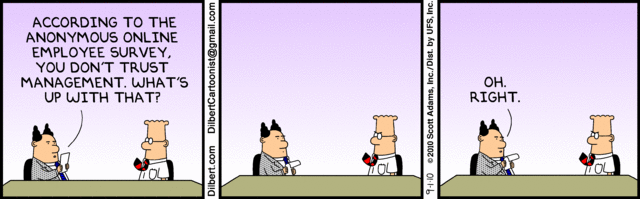 ACCORDING TO THE
ANONYMOUS ONLINE
EMPLOYEE SURVEY,
YOU DON'T TRUST
MANAGEMENT. WHAT'S
UP WITH THAT?
Dilbert.com DilbertCartoonist@gmail.com
9-1-10 © 2010 Scott Adams, Inc./Dist. by UFS, Inc.
OH.
RIGHT.